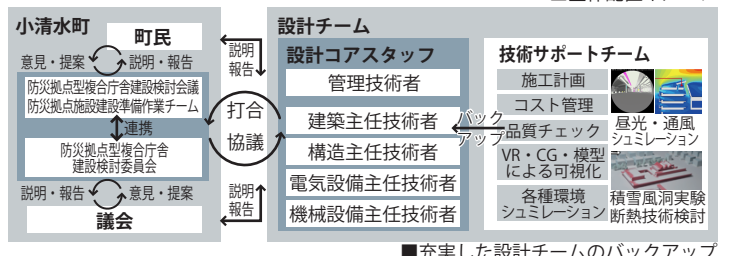 小清水町
町民
意見・提案
説明・報告
防災拠点型複合庁舎建設検討会議
防災拠点施設建設準備作業チーム
連携
防災拠点型複合庁舎
建設検討委員会
説明・報告
意見・提案
議会
説明
報告
打合
協議
説明
報告
設計チーム
設計コアスタッフ
管理技術者
建築主任技術者
構造主任技術者
電気設備主任技術者
機械設備主任技術者
バック
アップ
技術サポートチーム
施工計画
コスト管理
品質チェック
VR・CG・模型
による可視化
各種環境
シュミレーション
昼光・通風
シュミレーション
積雪風洞実験
断熱技術検討
■充実した設計チームのバックアップ